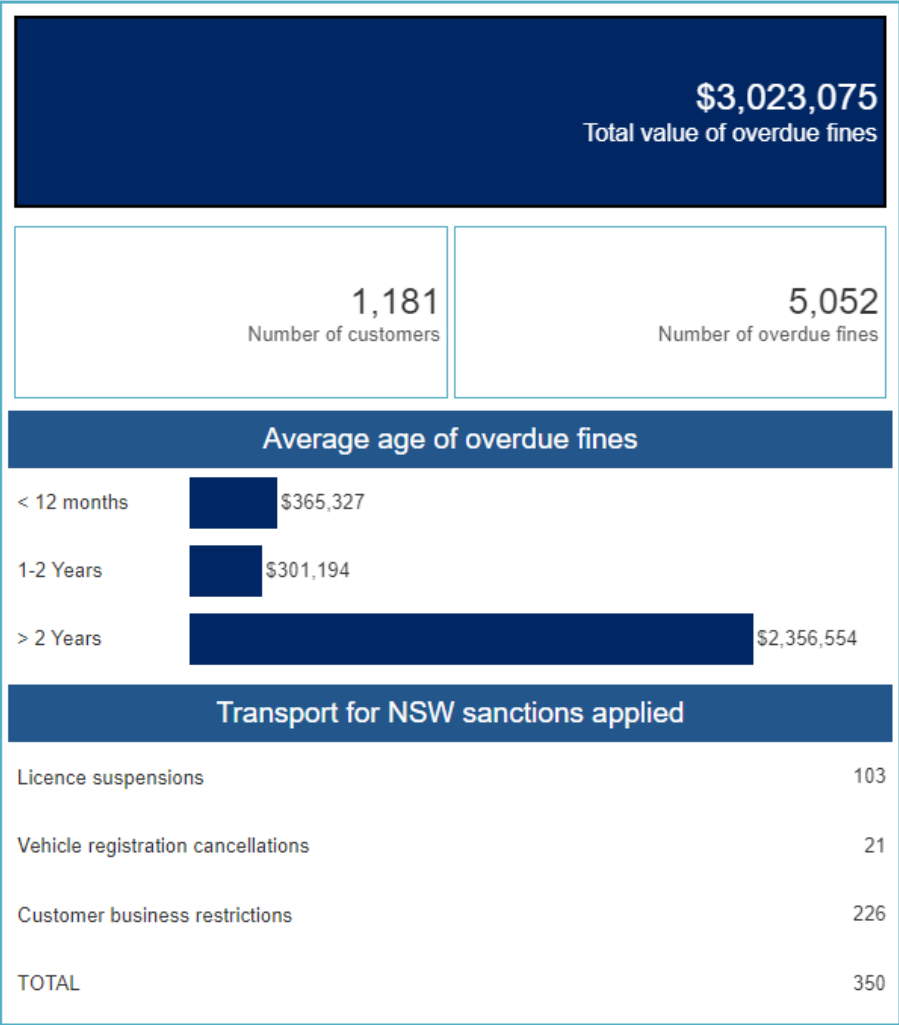 $3,023,075
Total value of overdue fines
1,181
Number of customers
5,052
Number of overdue fines
Average age of overdue fines
< 12 months $365,327
1-2 Years $301,194
> 2 Years $2,356,554
Transport for NSW sanctions applied
Licence suspensions 103
Vehicle registration cancellations 21
Customer business restrictions 226
TOTAL 350